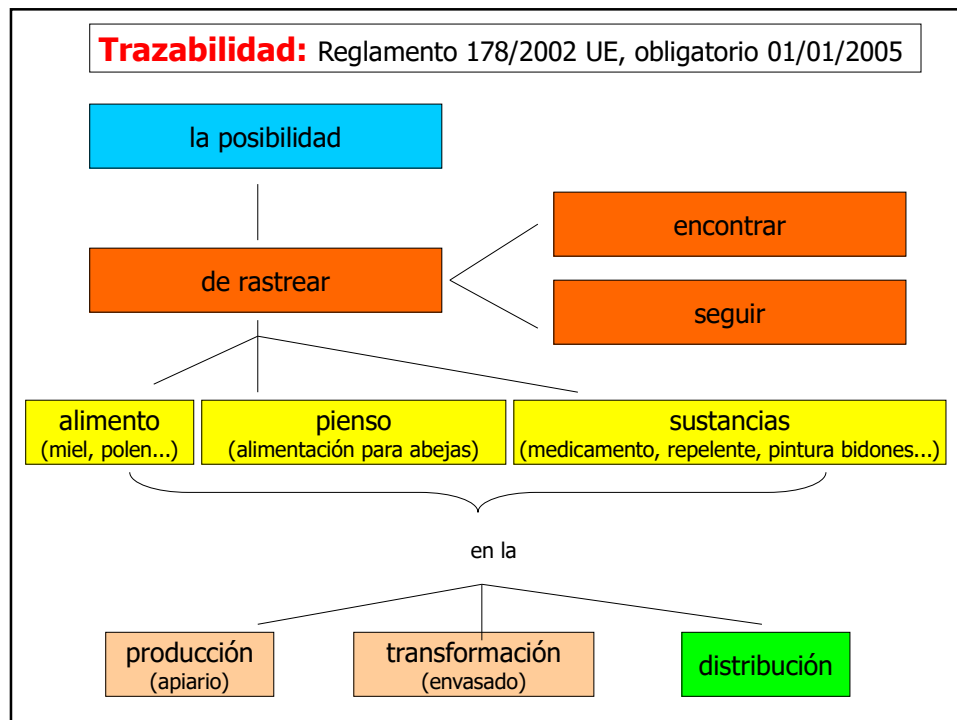 Trazabilidad: Reglamento 178/2002 UE, obligatorio 01/01/2005
la posibilidad
de rastrear
encontrar
seguir
alimento
(miel, polen...)
pienso
(alimentación para abejas)
sustancias
(medicamento, repelente, pintura bidones...)
en la
producción
(apiario)
transformación
(envasado)
distribución